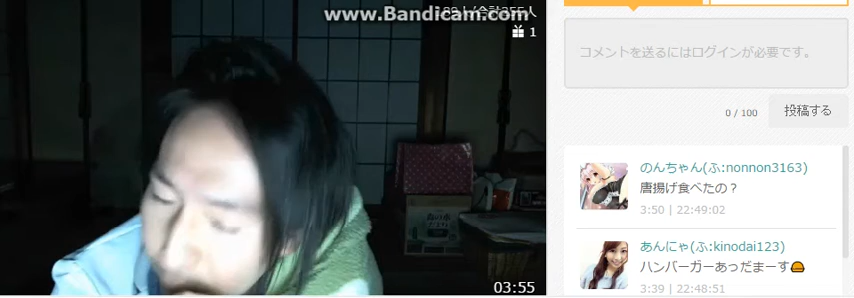 www.Bandicam.com
1
コメントを送るにはログインが必要です。
0 / 100
投稿する
のんちゃん(ふ:nonnon3163)
唐揚げ食べたの？
3:50 | 22:49:02
あんにゃ(ふ:kinodai123)
ハンバーガーあっだまーす🍔
3:39 | 22:48:51
03:55